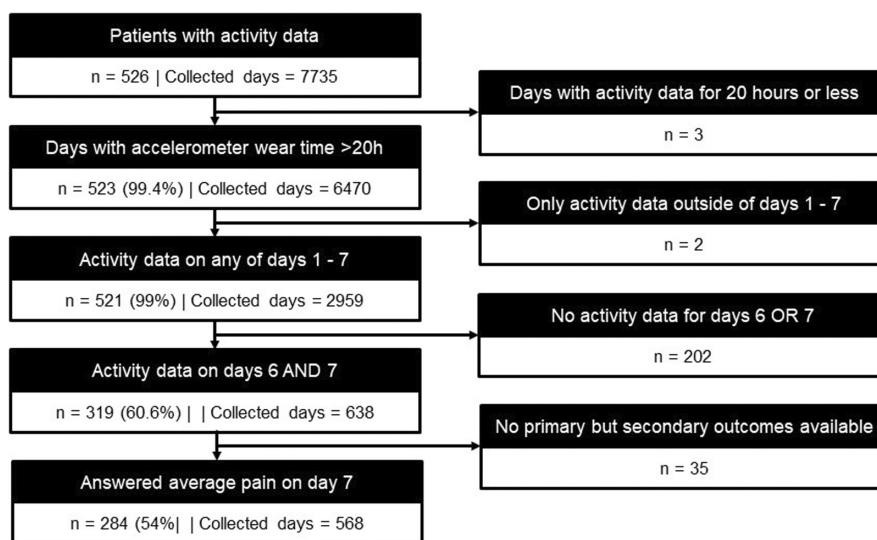 Patients with activity data
n = 526 | Collected days = 7735
Days with activity data for 20 hours or less
n = 3
Days with accelerometer wear time >20h
n = 523 (99.4%) | Collected days = 6470
Only activity data outside of days 1 - 7
n = 2
Activity data on any of days 1 - 7
n = 521 (99%) | Collected days = 2959
No activity data for days 6 OR 7
n = 202
Activity data on days 6 AND 7
n = 319 (60.6%) | | Collected days = 638
No primary but secondary outcomes available
n = 35
Answered average pain on day 7
n = 284 (54%| | Collected days = 568